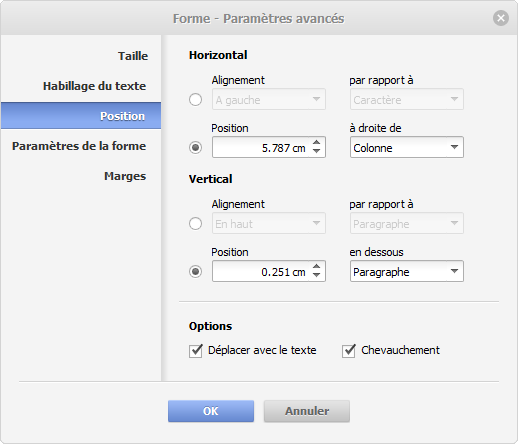 Forme - Paramètres avancés
Taille
Habillage du texte
Position
Paramètres de la forme
Marges
Horizontal
Alignement par rapport à
A gauche Caractère
Position à droite de
5.787 cm Colonne
Vertical
Alignement par rapport à
En haut Paragraphe
Position en dessous
0.251 cm Paragraphe
Options
Déplacer avec le texte Chevauchement
OK Annuler